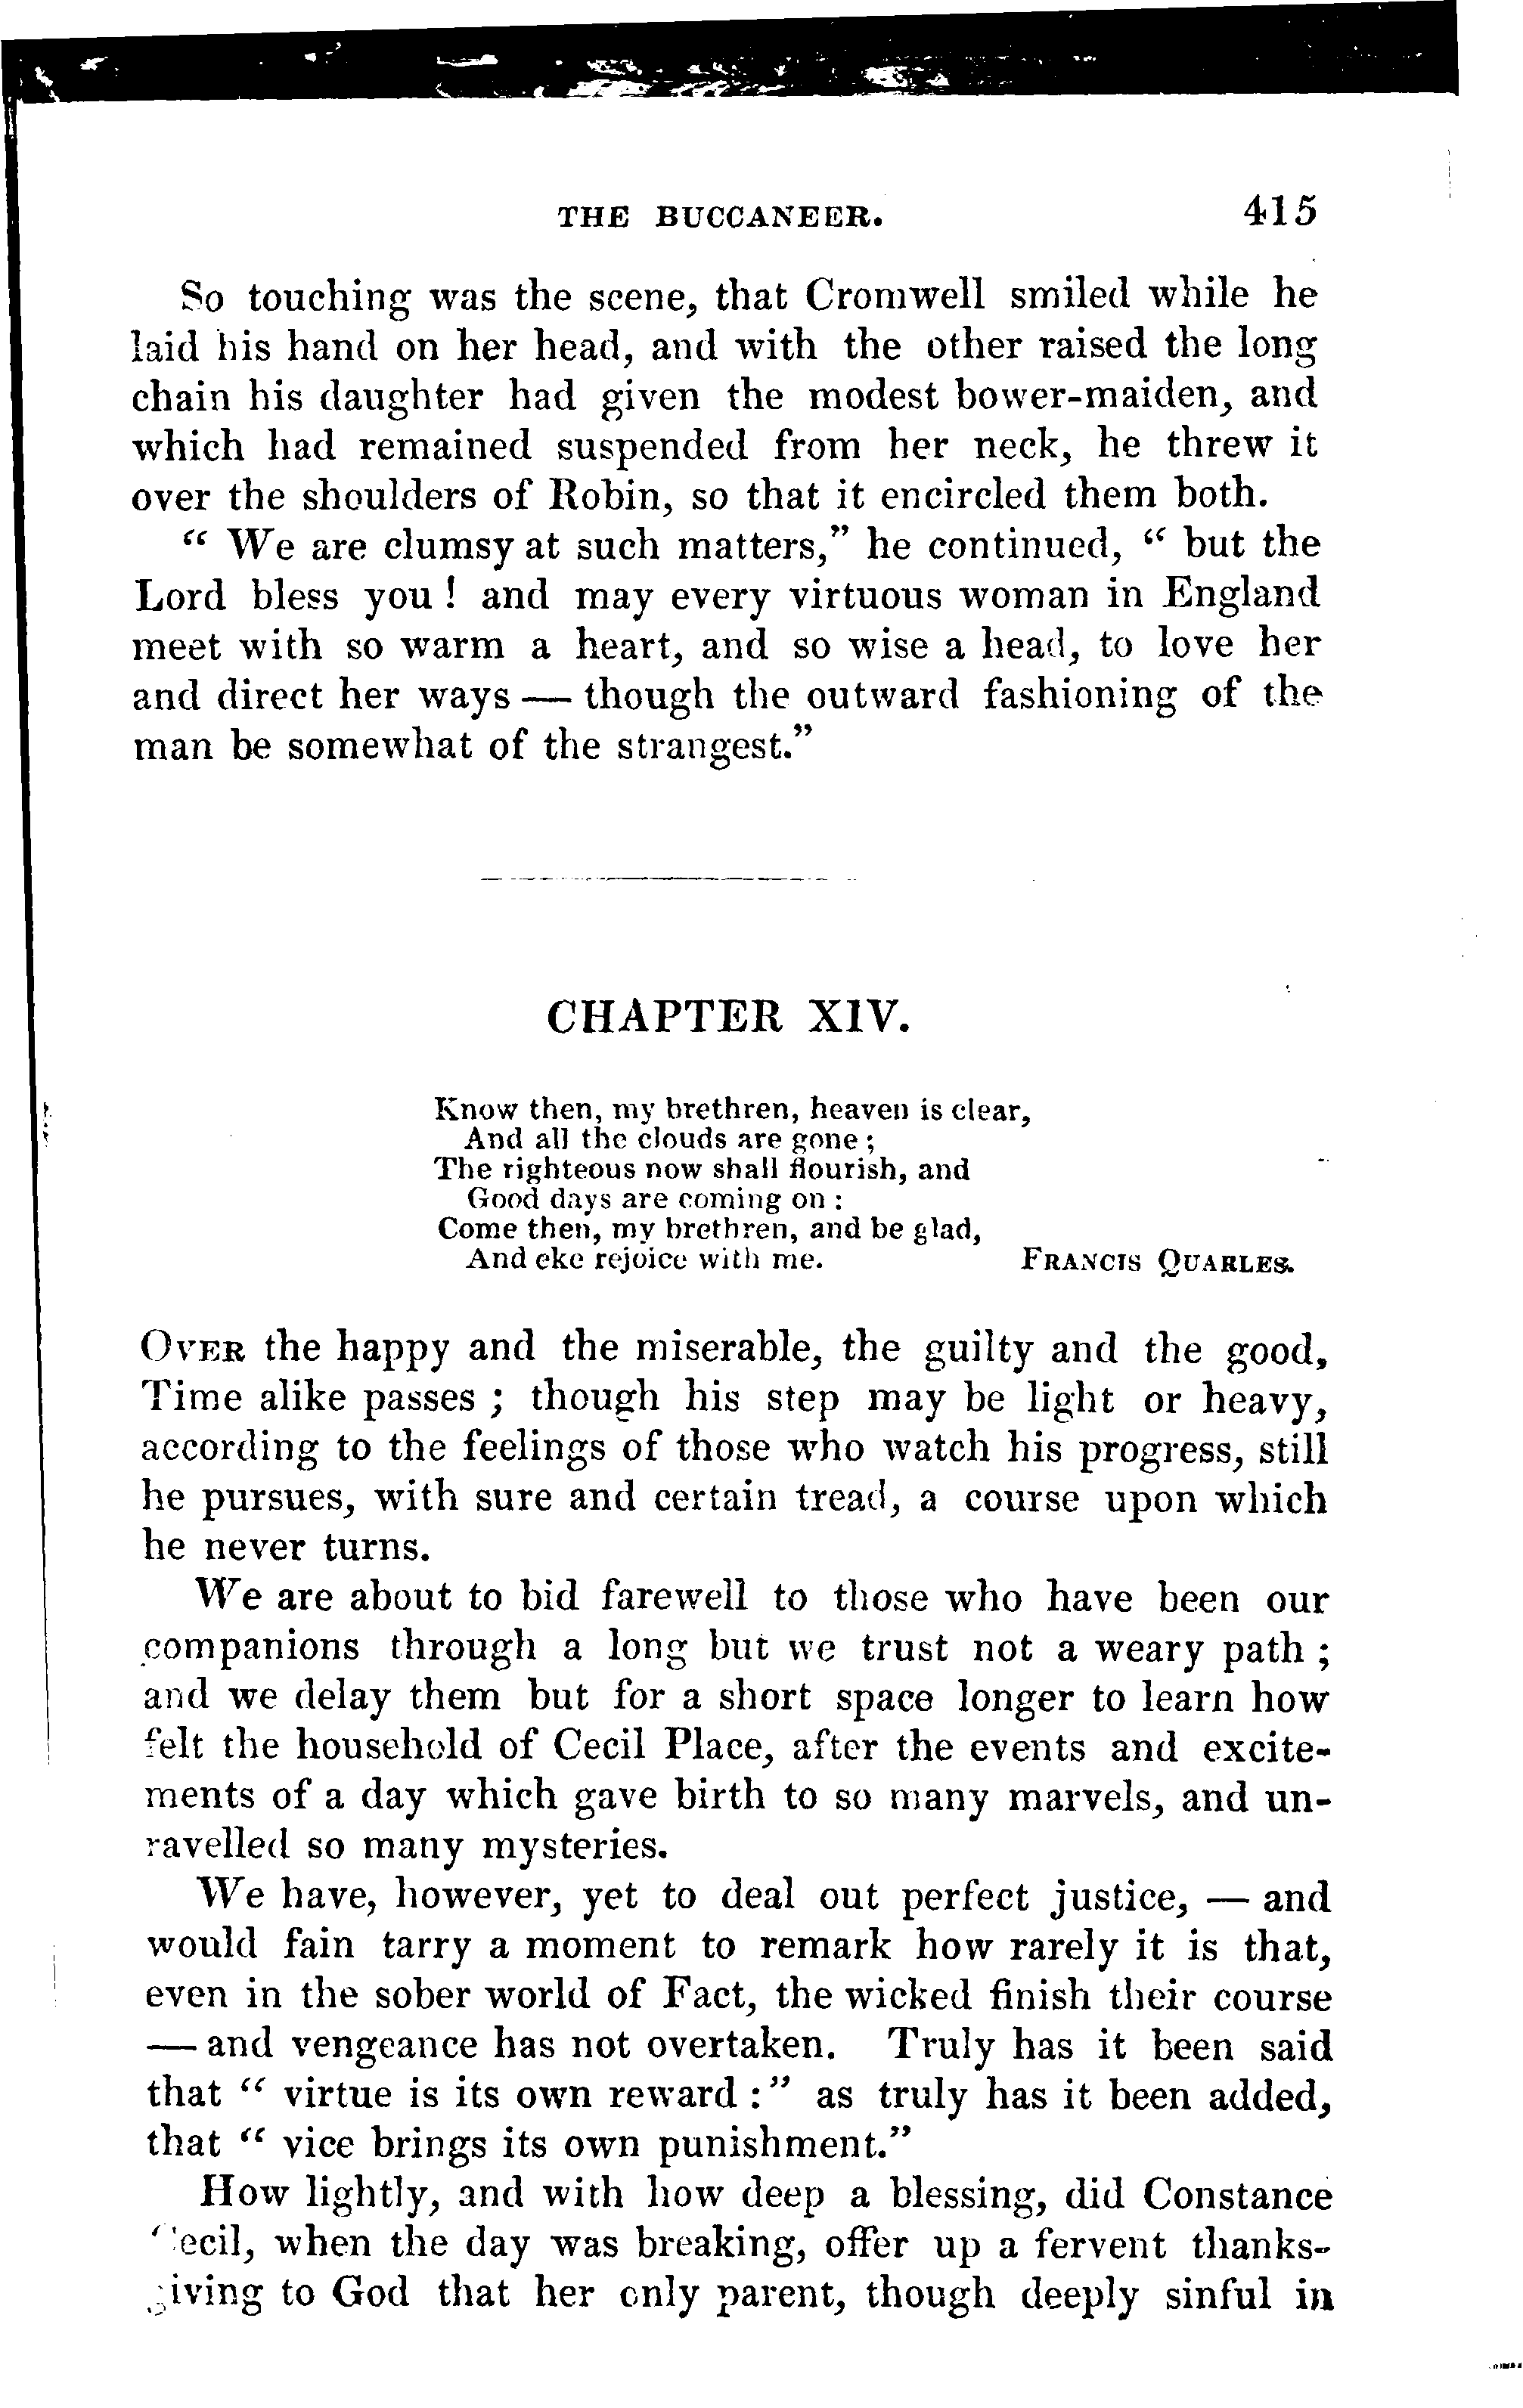 THE BUCCANEER. 415
So touching was the scene, that Cromwell smiled while he
laid his hand on her head, and with the other raised the long
chain his daughter had given the modest bower-maiden, and
which had remained suspended from her neck, he threw it
over the shoulders of Robin, so that it encircled them both.
“ We are clumsy at such matters,” he continued, “ but the
Lord bless you ! and may every virtuous woman in England
meet with so warm a heart, and so wise a head, to love her
and direct her ways — though the outward fashioning of the
man be somewhat of the strangest.”
CHAPTER XIV.
Know then, my brethren, heaven is clear,
And all the clouds are gone ;
The righteous now shall flourish, and
Good days are coming on :
Come then, my brethren, and be glad,
And eke rejoice with me. FRANCIS QUARLES.
OVER the happy and the miserable, the guilty and the good,
Time alike passes ; though his step may be light or heavy,
according to the feelings of those who watch his progress, still
he pursues, with sure and certain tread, a course upon which
he never turns.
We are about to bid farewell to those who have been our
companions through a long but we trust not a weary path ;
and we delay them but for a short space longer to learn how
felt the household of Cecil Place, after the events and excite-
ments of a day which gave birth to so many marvels, and un-
ravelled so many mysteries.
We have, however, yet to deal out perfect justice, — and
would fain tarry a moment to remark how rarely it is that,
even in the sober world of Fact, the wicked finish their course
— and vengeance has not overtaken. Truly has it been said
that “ virtue is its own reward :” as truly has it been added,
that “ vice brings its own punishment.”
How lightly, and with how deep a blessing, did Constance
Cecil, when the day was breaking, offer up a fervent thanks-
giving to God that her only parent, though deeply sinful in